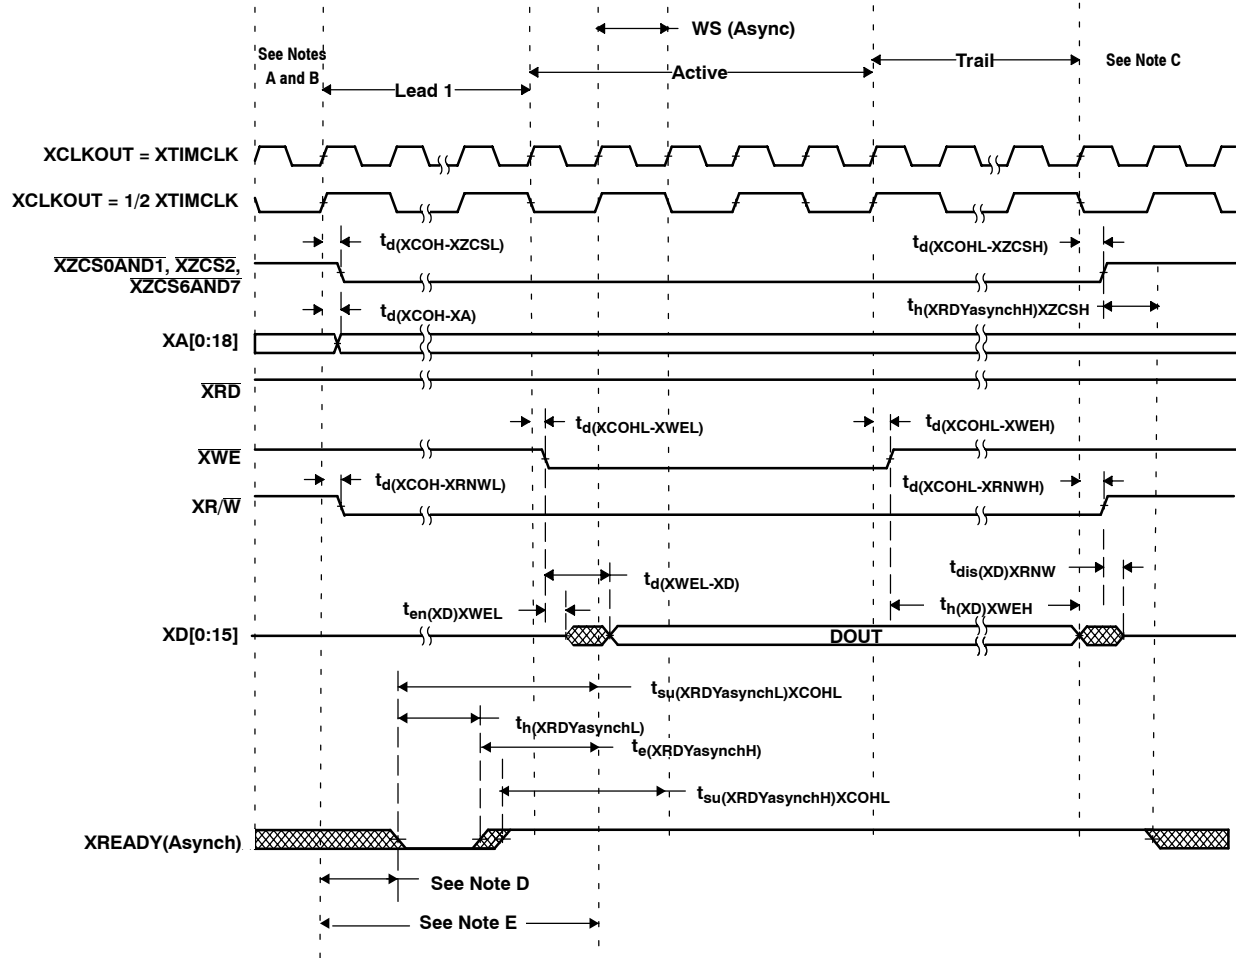 WS (Async)
See Notes
A and B
Lead 1
Active
Trail
See Note C
XCLKOUT = XTIMCLK
XCLKOUT = 1/2 XTIMCLK
td(XCOH-XZCSL)
td(XCOHL-XZCSH)
XZCS0AND1, XZCS2,
XZCS6AND7
td(XCOH-XA)
th(XRDYasynchH)XZCSH
XA[0:18]
XRD
td(XCOHL-XWEL)
td(XCOHL-XWEH)
XWE
td(XCOH-XRNWL)
td(XCOHL-XRNWH)
XR/W
td(XWEL-XD)
tdis(XD)XRNW
ten(XD)XWEL
th(XD)XWEH
XD[0:15]
DOUT
tsu(XRDYasynchL)XCOHL
th(XRDYasynchL)
te(XRDYasynchH)
tsu(XRDYasynchH)XCOHL
XREADY(Asynch)
See Note D
See Note E